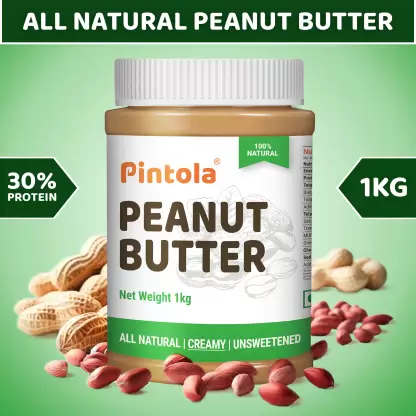 ALL NATURAL PEANUT BUTTER
100%
NATURAL
Pintola®
30%
PROTEIN
1KG
PEANUT
BUTTER
Net Weight 1kg
ALL NATURAL | CREAMY | UNSWEETENED